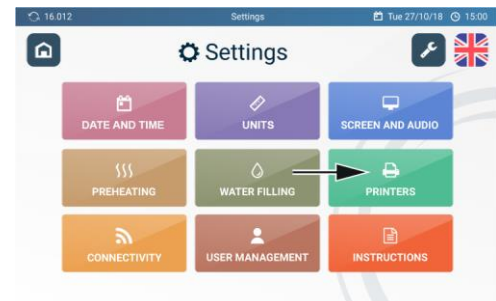 16.012 Settings Tue 27/10/18 15:00
Settings
DATE AND TIME UNITS SCREEN AND AUDIO
PREHEATING WATER FILLING PRINTERS
CONNECTIVITY USER MANAGEMENT INSTRUCTIONS